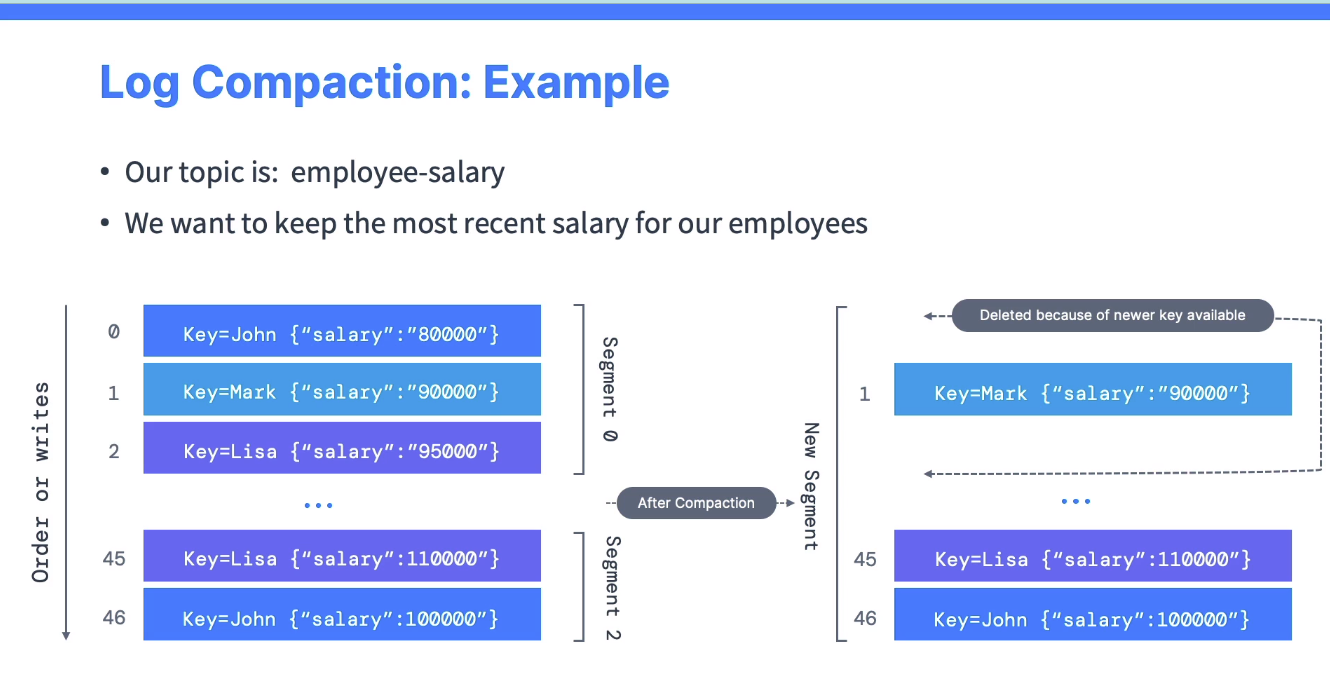 Log Compaction: Example
• Our topic is: employee-salary
• We want to keep the most recent salary for our employees
Order or writes
0
Key=John {“salary”:”80000”}
1
Key=Mark {“salary”:”90000”}
2
Key=Lisa {“salary”:”95000”}
...
45
Key=Lisa {“salary”:110000”}
46
Key=John {“salary”:100000”}
Segment 0
Segment 2
After Compaction
New Segment
Deleted because of newer key available
1
Key=Mark {“salary”:”90000”}
...
45
Key=Lisa {“salary”:110000”}
46
Key=John {“salary”:100000”}